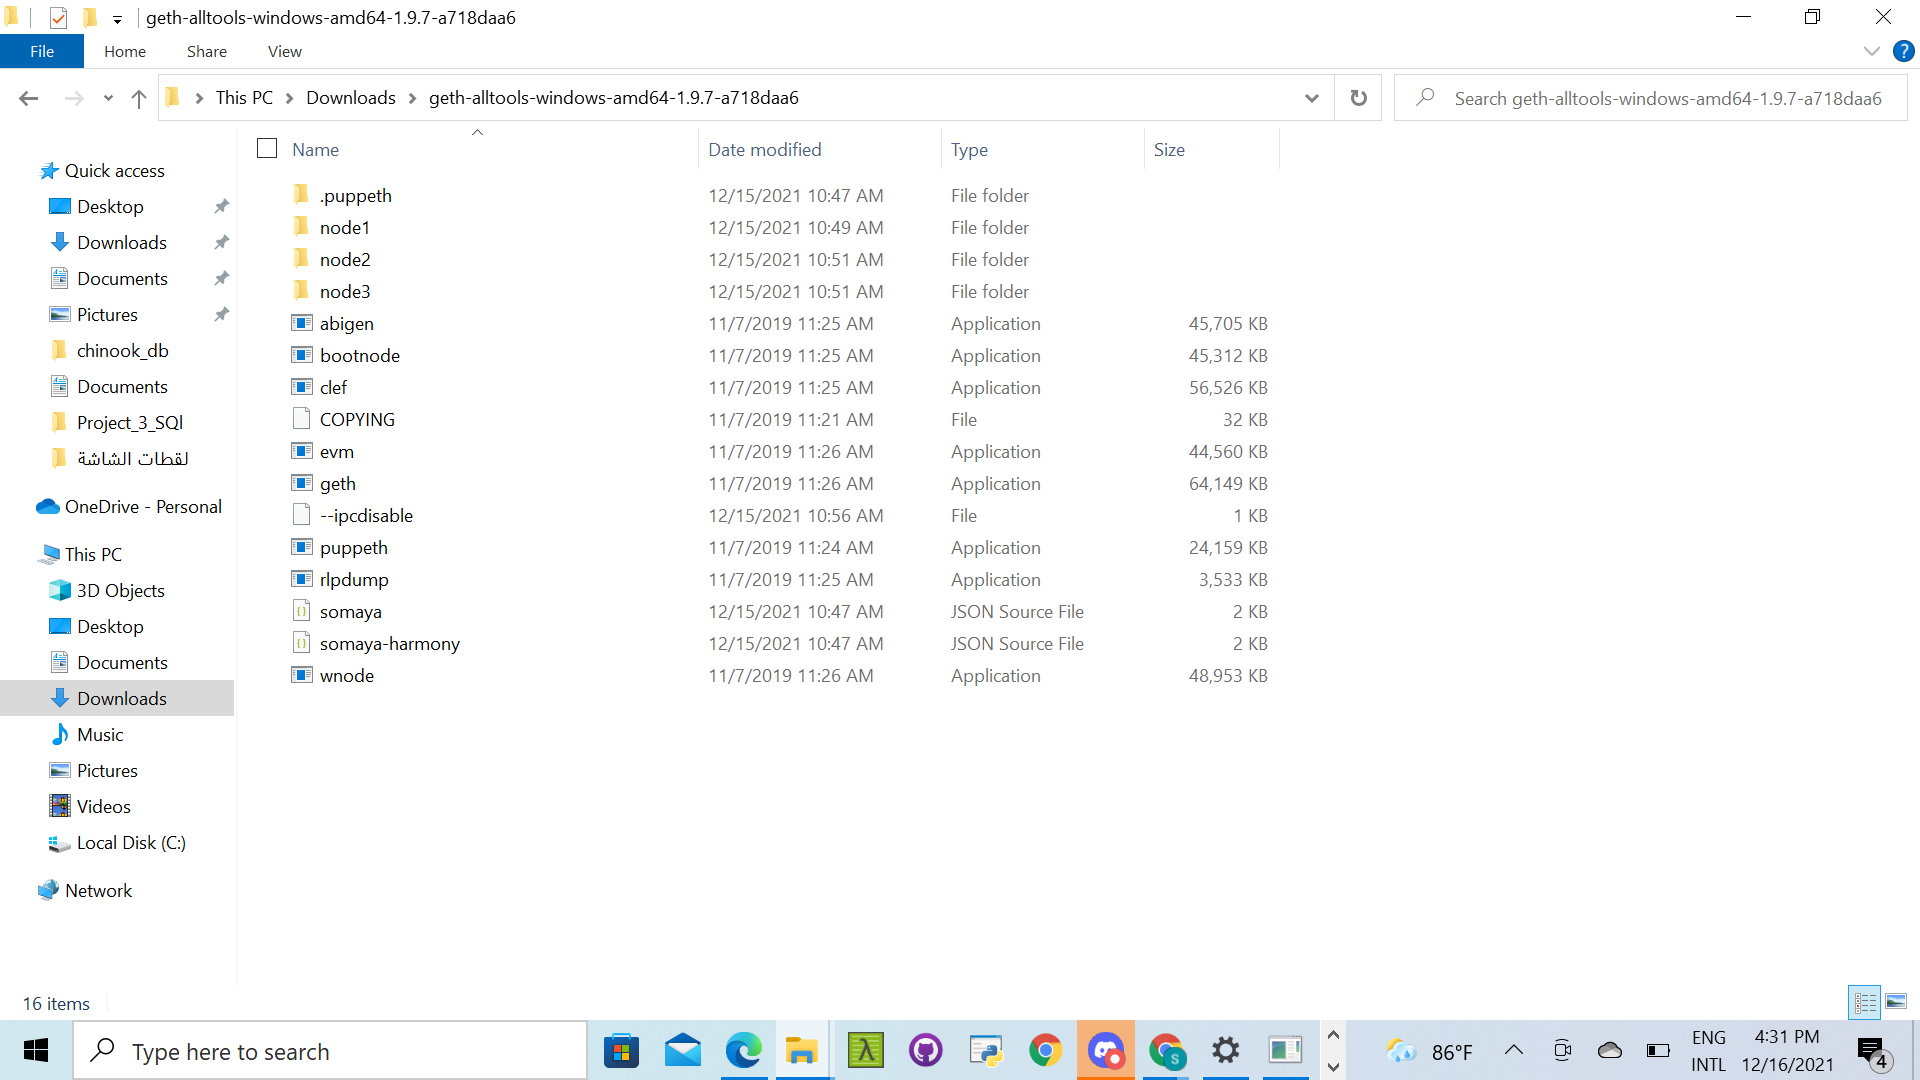 geth-alltools-windows-amd64-1.9.7-a718daa6
File Home Share View
This PC Downloads geth-alltools-windows-amd64-1.9.7-a718daa6 Search geth-alltools-windows-amd64-1.9.7-a718daa6
Quick access
Desktop
Downloads
Documents
Pictures
chinook_db
Documents
Project_3_SQl
لقطات الشاشة
OneDrive - Personal
This PC
3D Objects
Desktop
Documents
Downloads
Music
Pictures
Videos
Local Disk (C:)
Network
Name Date modified Type Size
.puppeth 12/15/2021 10:47 AM File folder
node1 12/15/2021 10:49 AM File folder
node2 12/15/2021 10:51 AM File folder
node3 12/15/2021 10:51 AM File folder
abigen 11/7/2019 11:25 AM Application 45,705 KB
bootnode 11/7/2019 11:25 AM Application 45,312 KB
clef 11/7/2019 11:25 AM Application 56,526 KB
COPYING 11/7/2019 11:21 AM File 32 KB
evm 11/7/2019 11:26 AM Application 44,560 KB
geth 11/7/2019 11:26 AM Application 64,149 KB
--ipcdisable 12/15/2021 10:56 AM File 1 KB
puppeth 11/7/2019 11:24 AM Application 24,159 KB
rlpdump 11/7/2019 11:25 AM Application 3,533 KB
somaya 12/15/2021 10:47 AM JSON Source File 2 KB
somaya-harmony 12/15/2021 10:47 AM JSON Source File 2 KB
wnode 11/7/2019 11:26 AM Application 48,953 KB
16 items
Type here to search
S
86°F
ENG
INTL
4:31 PM
12/16/2021
4